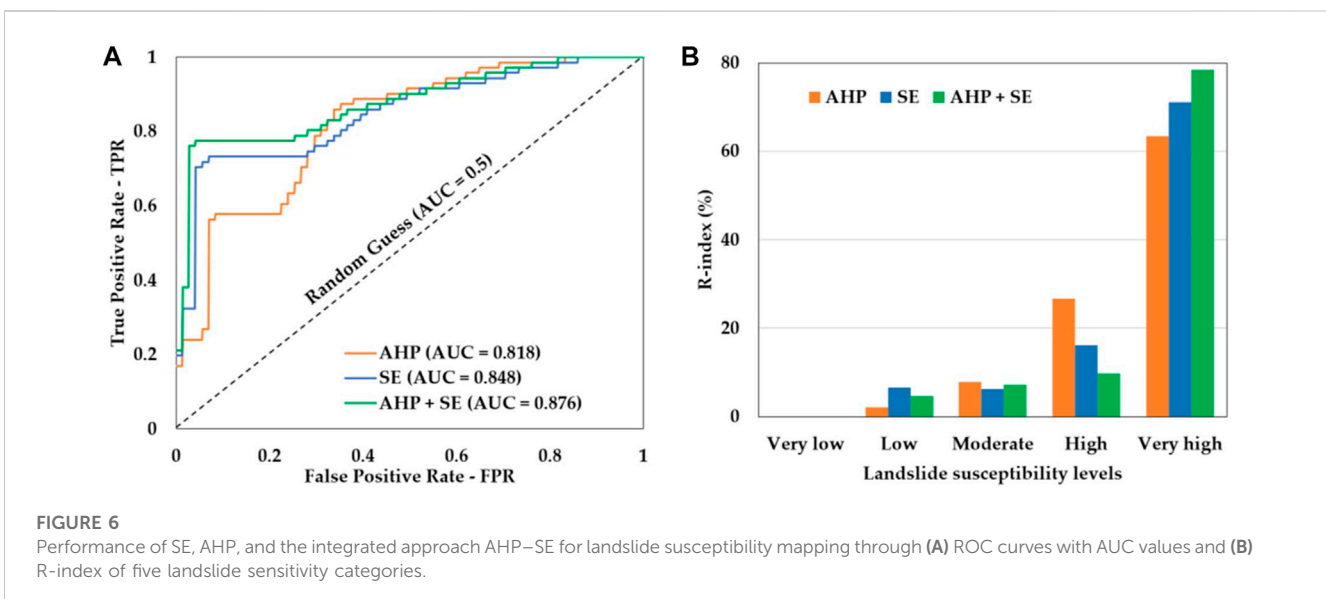 A
1
0.8
0.6
0.4
0.2
0
True Positive Rate - TPR
Random Guess (AUC = 0.5)
AHP (AUC = 0.818)
SE (AUC = 0.848)
AHP + SE (AUC = 0.876)
0 0.2 0.4 0.6 0.8 1
False Positive Rate - FPR
B
80
60
40
20
0
R-index (%)
AHP SE AHP + SE
Very low Low Moderate High Very high
Landslide susceptibility levels
FIGURE 6
Performance of SE, AHP, and the integrated approach AHP–SE for landslide susceptibility mapping through (A) ROC curves with AUC values and (B)
R-index of five landslide sensitivity categories.